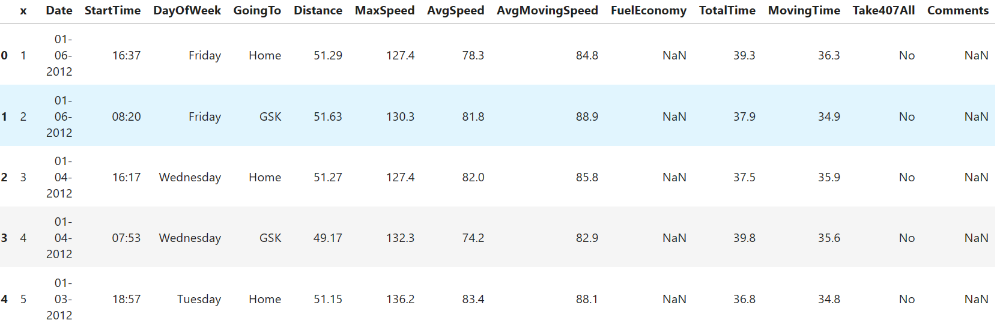 x Date StartTime DayOfWeek GoingTo Distance MaxSpeed AvgSpeed AvgMovingSpeed FuelEconomy TotalTime MovingTime Take407All Comments
01-
06-
0 1 16:37 Friday Home 51.29 127.4 78.3 84.8 NaN 39.3 36.3 No NaN
2012
01-
06-
1 2 08:20 Friday GSK 51.63 130.3 81.8 88.9 NaN 37.9 34.9 No NaN
2012
01-
04-
2 3 16:17 Wednesday Home 51.27 127.4 82.0 85.8 NaN 37.5 35.9 No NaN
2012
01-
04-
3 4 07:53 Wednesday GSK 49.17 132.3 74.2 82.9 NaN 39.8 35.6 No NaN
2012
01-
03-
4 5 18:57 Tuesday Home 51.15 136.2 83.4 88.1 NaN 36.8 34.8 No NaN
2012